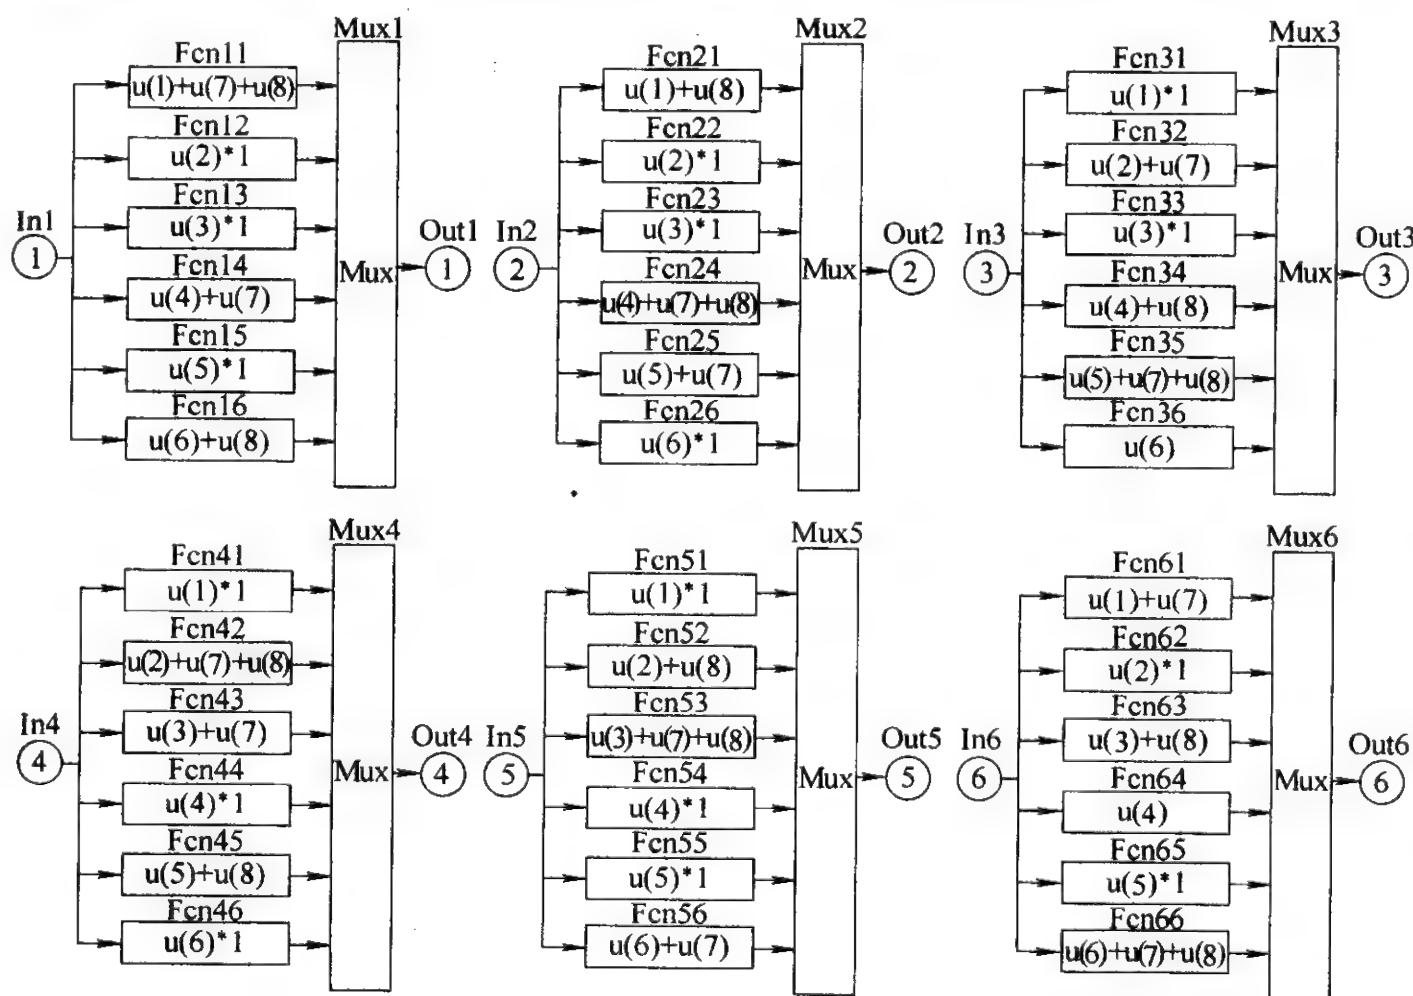 Mux1
Fcn11
u(1)+u(7)+u(8)
Fcn12
u(2)*1
Fcn13
u(3)*1
In1
1
Fcn14
u(4)+u(7)
Fcn15
u(5)*1
Fcn16
u(6)+u(8)
Mux
Out1
1
Mux2
Fcn21
u(1)+u(8)
Fcn22
u(2)*1
Fcn23
u(3)*1
In2
2
Fcn24
u(4)+u(7)+u(8)
Fcn25
u(5)+u(7)
Fcn26
u(6)*1
Mux
Out2
2
Mux3
Fcn31
u(1)*1
Fcn32
u(2)+u(7)
Fcn33
u(3)*1
In3
3
Fcn34
u(4)+u(8)
Fcn35
u(5)+u(7)+u(8)
Fcn36
u(6)
Mux
Out3
3
Mux4
Fcn41
u(1)*1
Fcn42
u(2)+u(7)+u(8)
Fcn43
u(3)+u(7)
In4
4
Fcn44
u(4)*1
Fcn45
u(5)+u(8)
Fcn46
u(6)*1
Mux
Out4
4
Mux5
Fcn51
u(1)*1
Fcn52
u(2)+u(8)
Fcn53
u(3)+u(7)+u(8)
In5
5
Fcn54
u(4)*1
Fcn55
u(5)*1
Fcn56
u(6)+u(7)
Mux
Out5
5
Mux6
Fcn61
u(1)+u(7)
Fcn62
u(2)*1
Fcn63
u(3)+u(8)
In6
6
Fcn64
u(4)
Fcn65
u(5)*1
Fcn66
u(6)+u(7)+u(8)
Mux
Out6
6